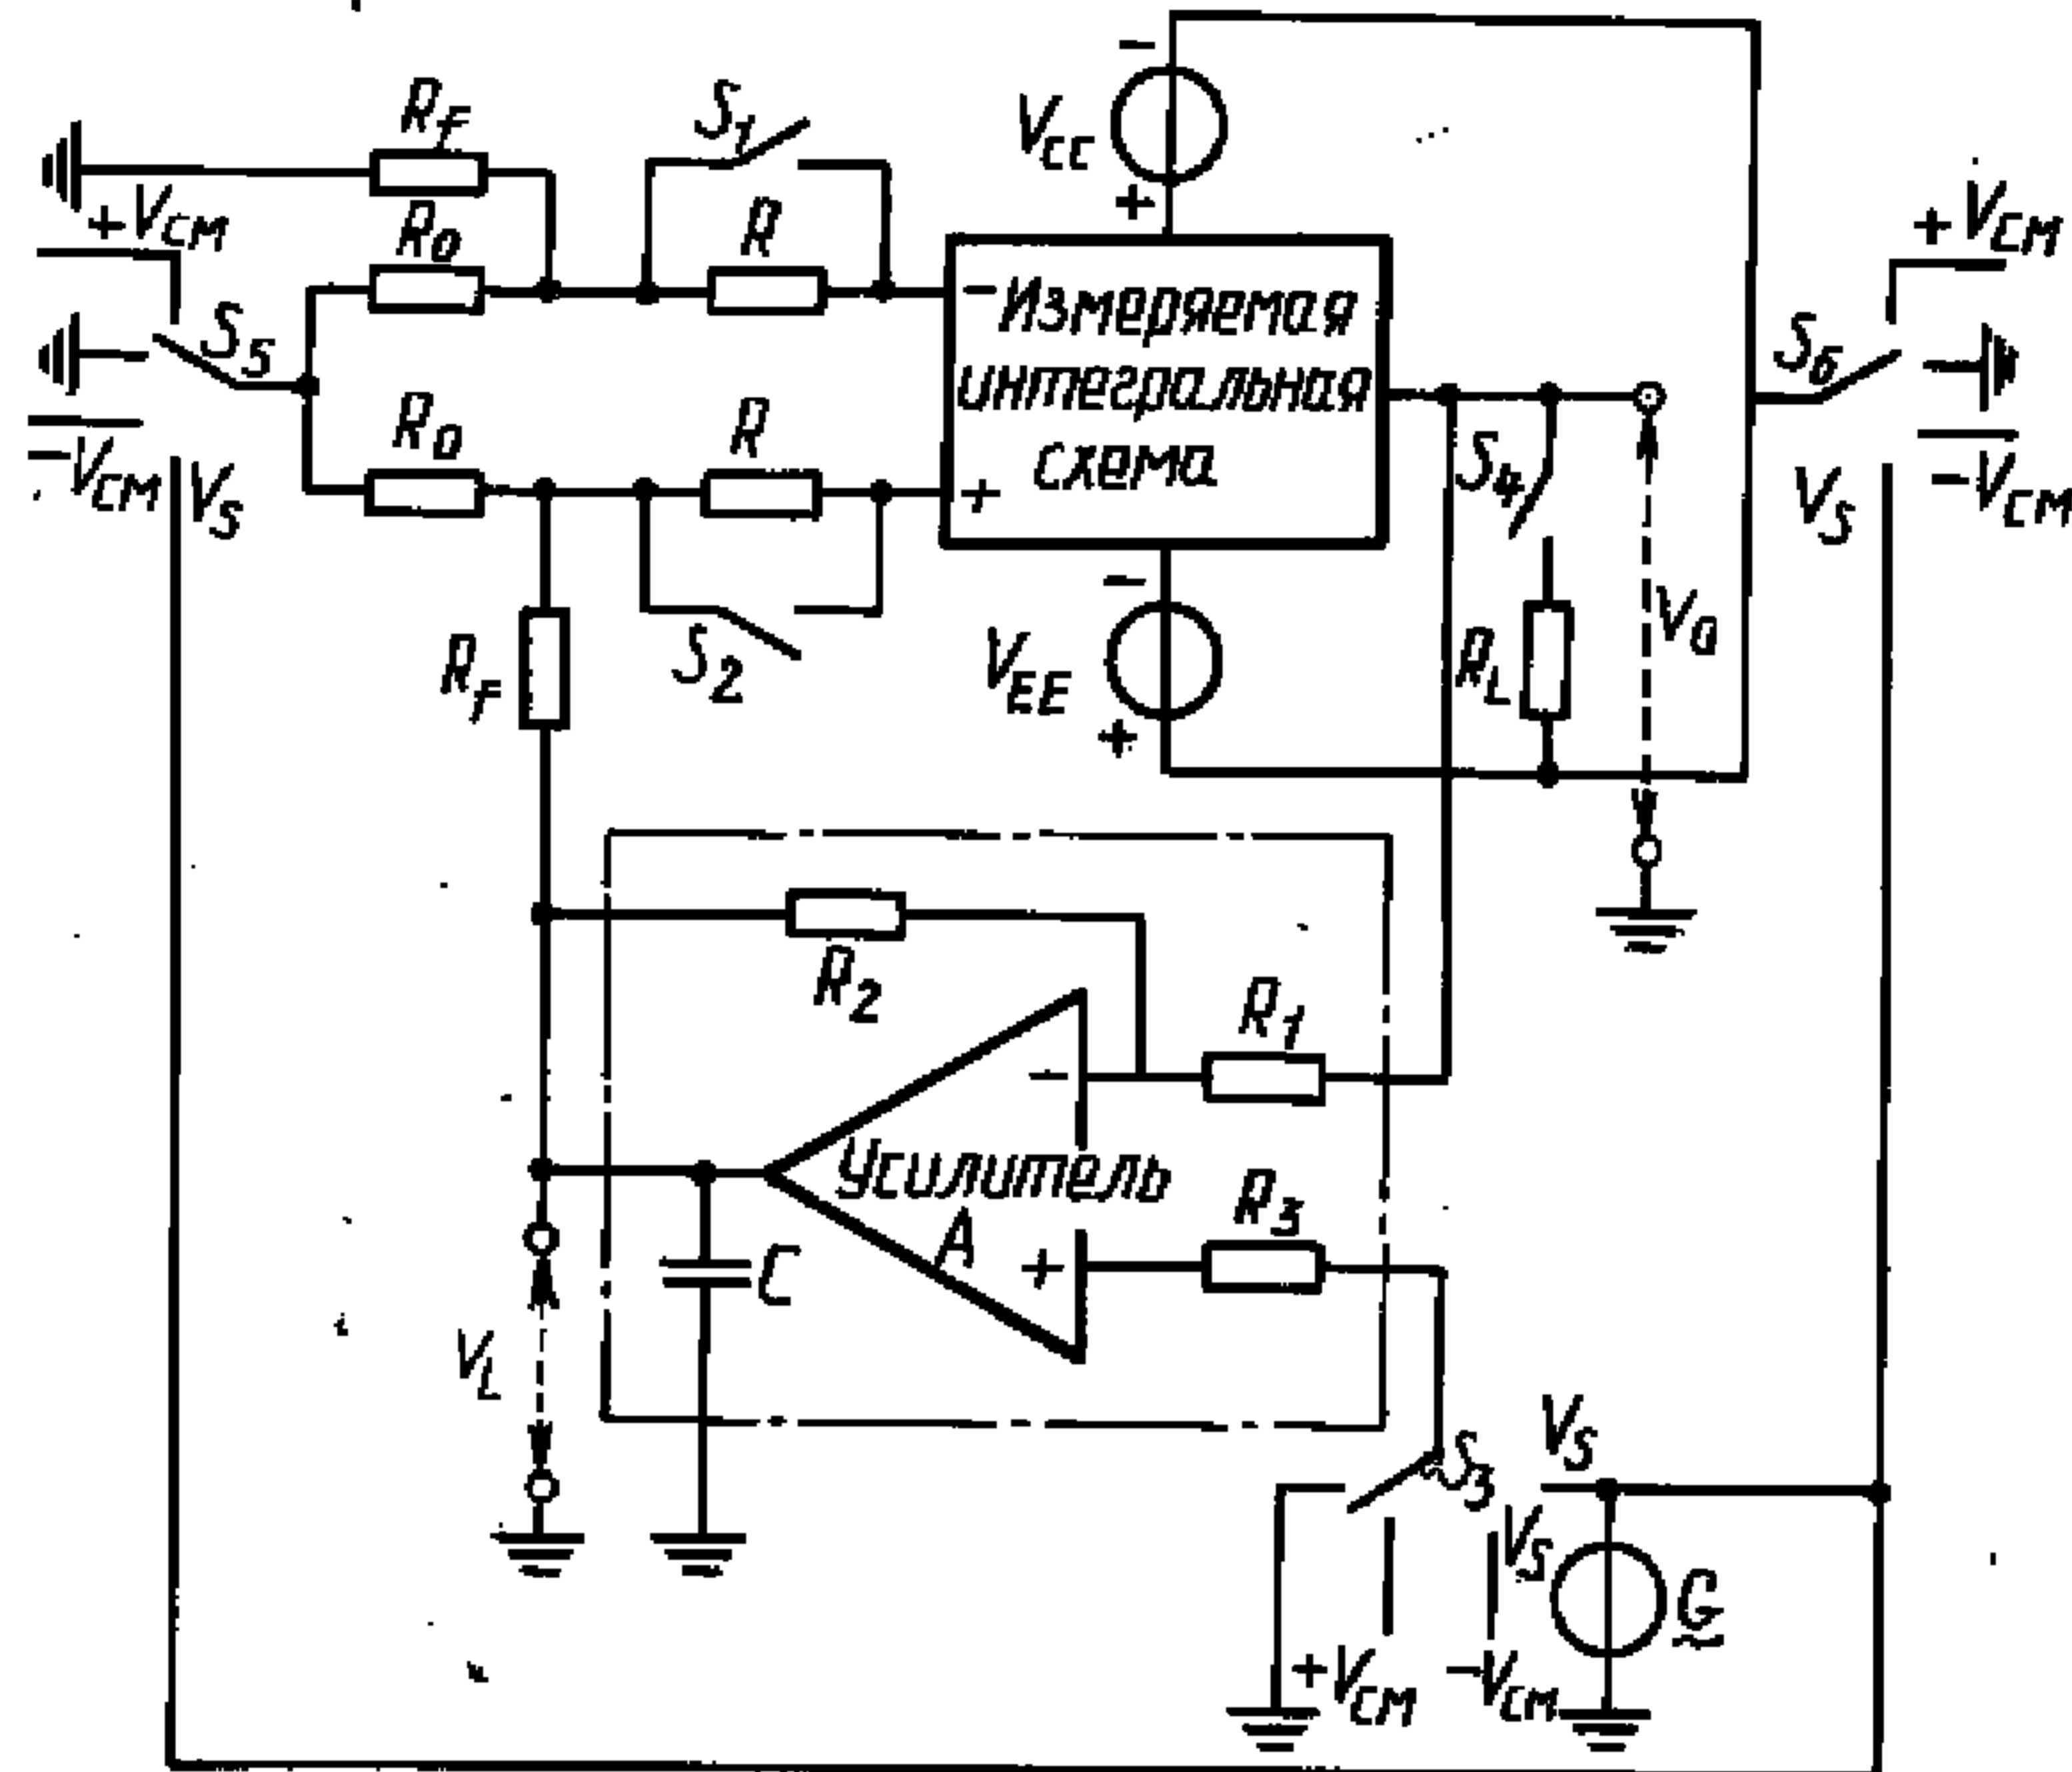 R_F
S_1
V_CC
-
+
+V_CM
R_0
R
+V_CM
S_5
-V_CM
V_S
R_0
R
- Измеряемая
интегральная
+ схема
S_6
-V_CM
V_S
S_4
V_0
R_L
S_2
R_F
-
V_EE
+
R_2
R_1
-
Усилитель
A
+
R_3
C
V_L
S_3
V_S
V_S
G
+V_CM
-V_CM